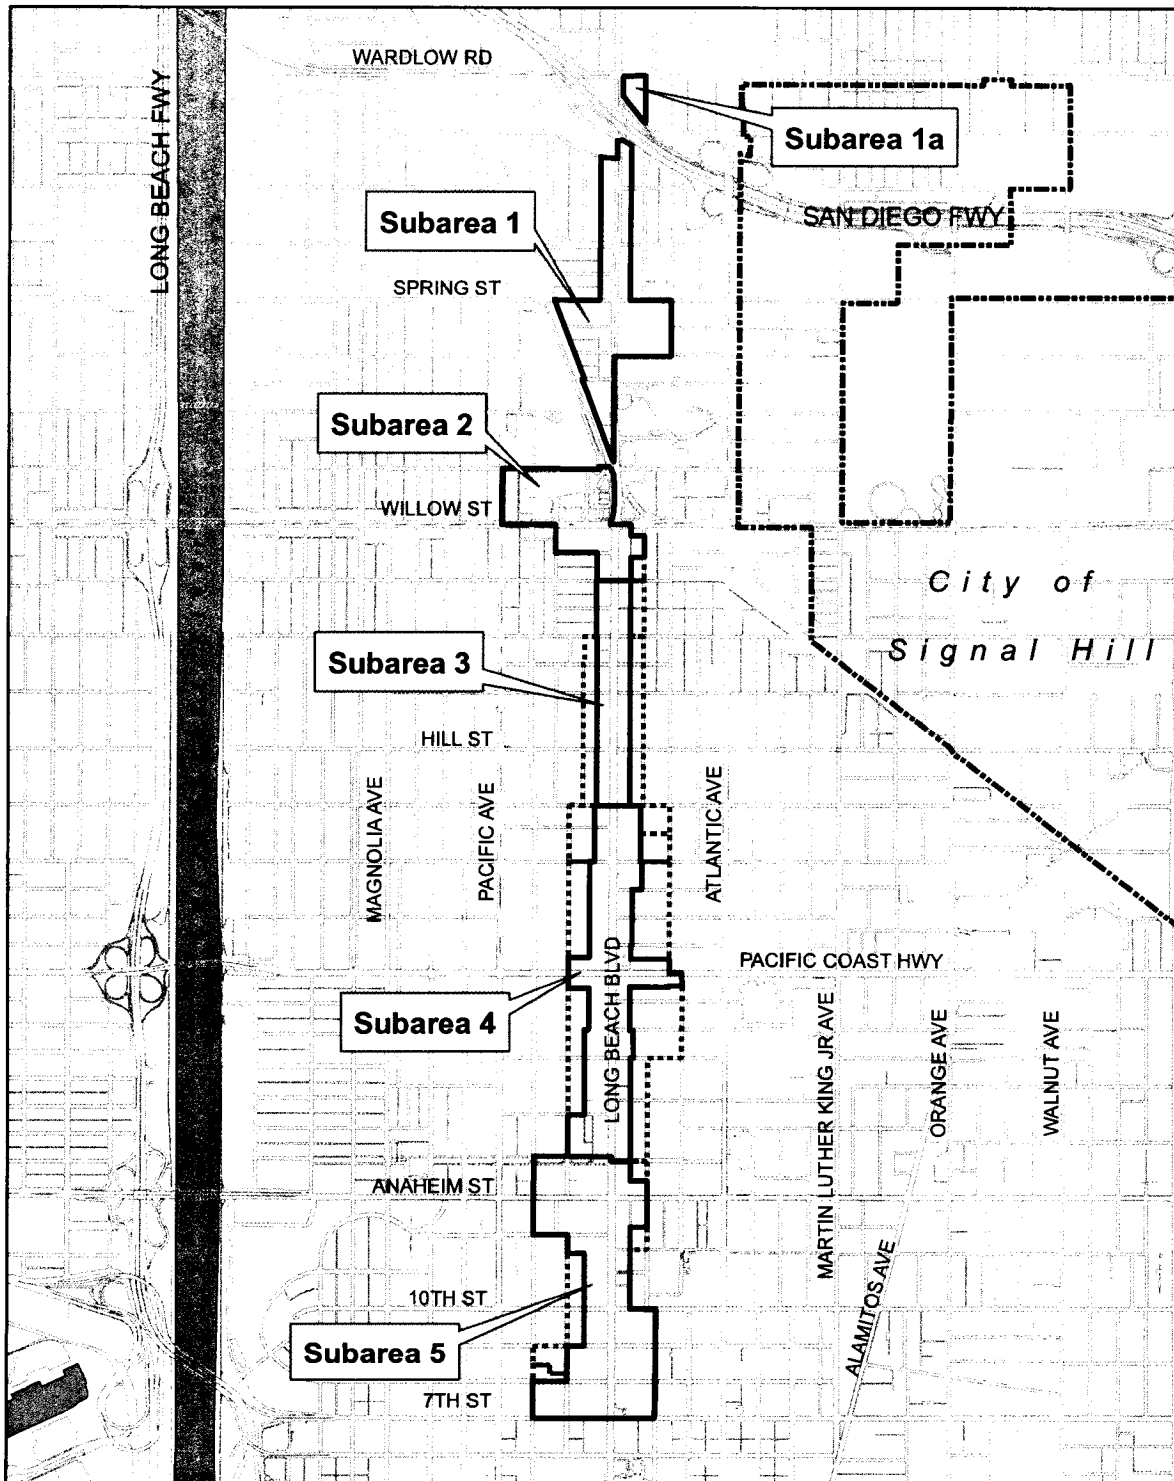 WARDLOW RD
LONG BEACH FWY
Subarea 1a
Subarea 1
SAN DIEGO FWY
SPRING ST
Subarea 2
WILLOW ST
City of
Signal Hill
Subarea 3
HILL ST
MAGNOLIA AVE
PACIFIC AVE
ATLANTIC AVE
LONG BEACH BLVD
PACIFIC COAST HWY
Subarea 4
MARTIN LUTHER KING JR AVE
ORANGE AVE
WALNUT AVE
ANAHEIM ST
10TH ST
ALAMITOS AVE
Subarea 5
7TH ST